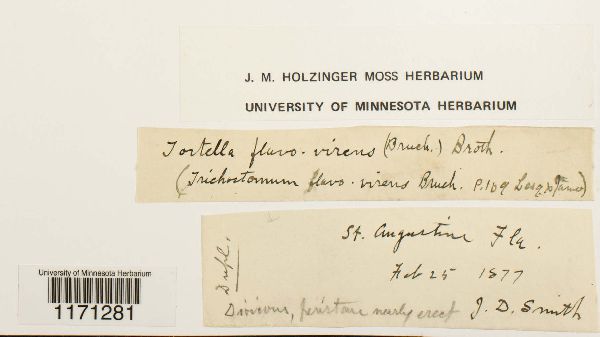 J. M. HOLZINGER MOSS HERBARIUM
UNIVERSITY OF MINNESOTA HERBARIUM
Tortella flavo-virens (Bruch.) Broth.
(Trichostomum flavo-virens Bruch. p.109 Lesq. & James)
St. Augustine Fla.
Feb 25 1877
Dupl.
Dioicous, peristome nearly erect J. D. Smith
University of Minnesota Herbarium
1171281